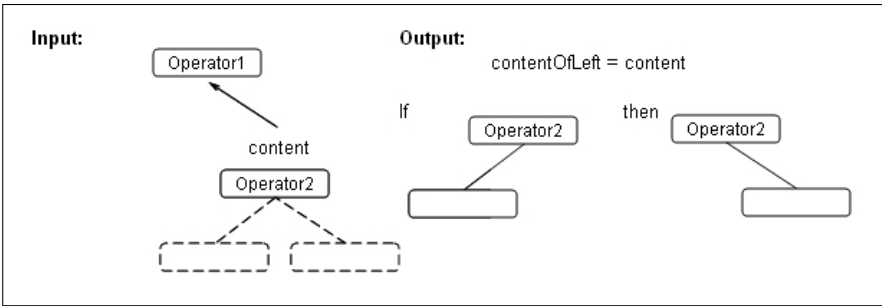 Input:
Operator1
content
Operator2
Output:
contentOfLeft = content
If
Operator2
then
Operator2